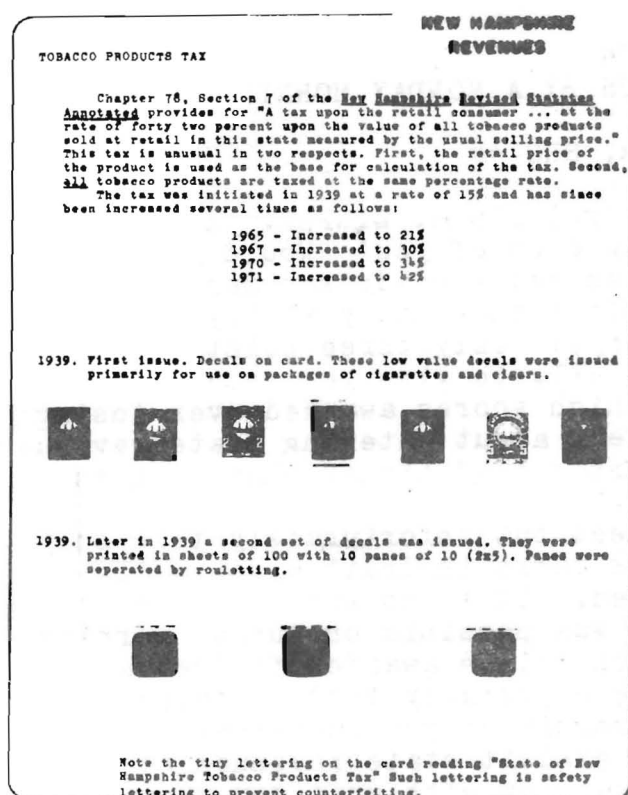 NEW HAMPSHIRE
REVENUES
TOBACCO PRODUCTS TAX
Chapter 78, Section 7 of the New Hampshire Revised Statutes
Annotated provides for "A tax upon the retail consumer ... at the
rate of forty two percent upon the value of all tobacco products
sold at retail in this state measured by the usual selling price."
This tax is unusual in two respects. First, the retail price of
the product is used as the base for calculation of the tax. Second,
all tobacco products are taxed at the same percentage rate.
The tax was initiated in 1939 at a rate of 15% and has since
been increased several times as follows:
1965 - Increased to 21%
1967 - Increased to 30%
1970 - Increased to 34%
1971 - Increased to 42%
1939. First issue. Decals on card. These low value decals were issued
primarily for use on packages of cigarettes and cigars.
2 2
1939. Later in 1939 a second set of decals was issued. They were
printed in sheets of 100 with 10 panes of 10 (2x5). Panes were
seperated by rouletting.
Note the tiny lettering on the card reading "State of New
Hampshire Tobacco Products Tax" Such lettering is safety
lettering to prevent counterfeiting.